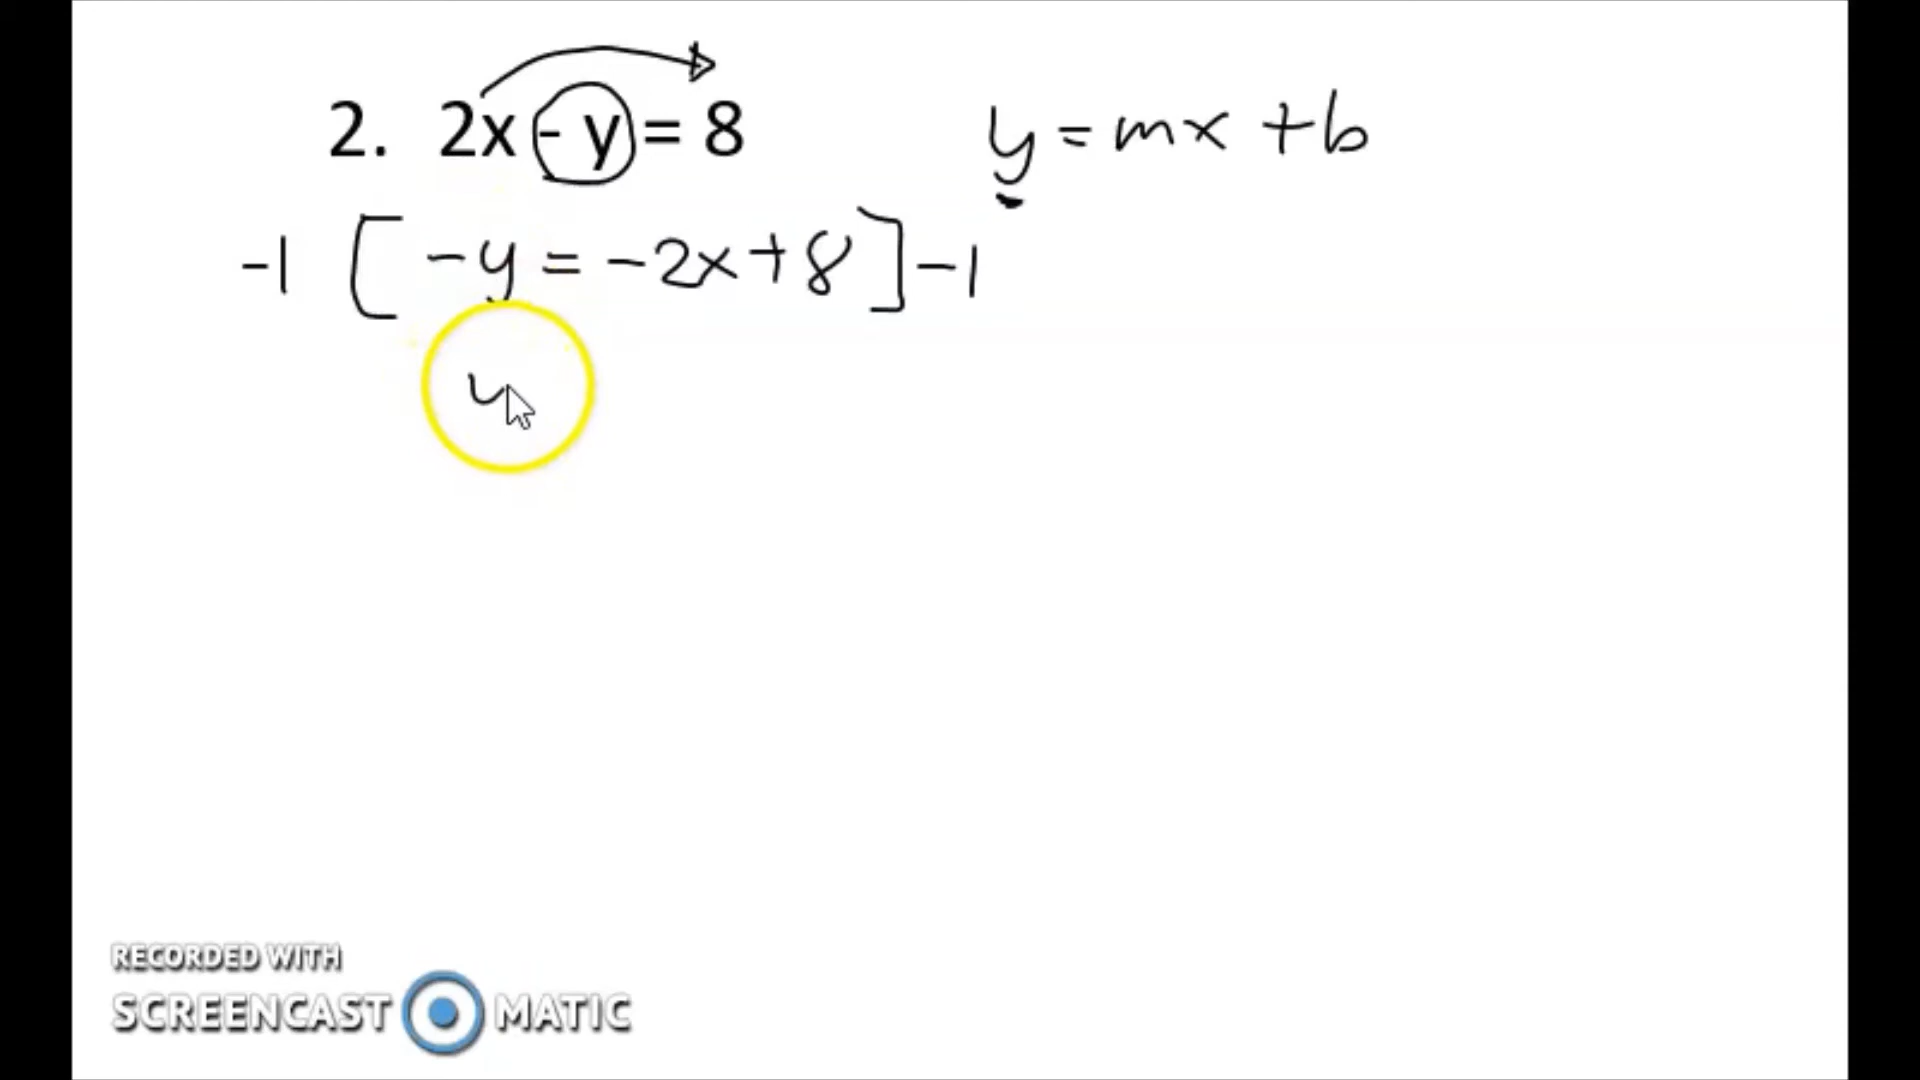 2. 2x - y = 8
y = mx + b
-1 [ -y = -2x + 8 ] -1
y
RECORDED WITH
SCREENCAST MATIC